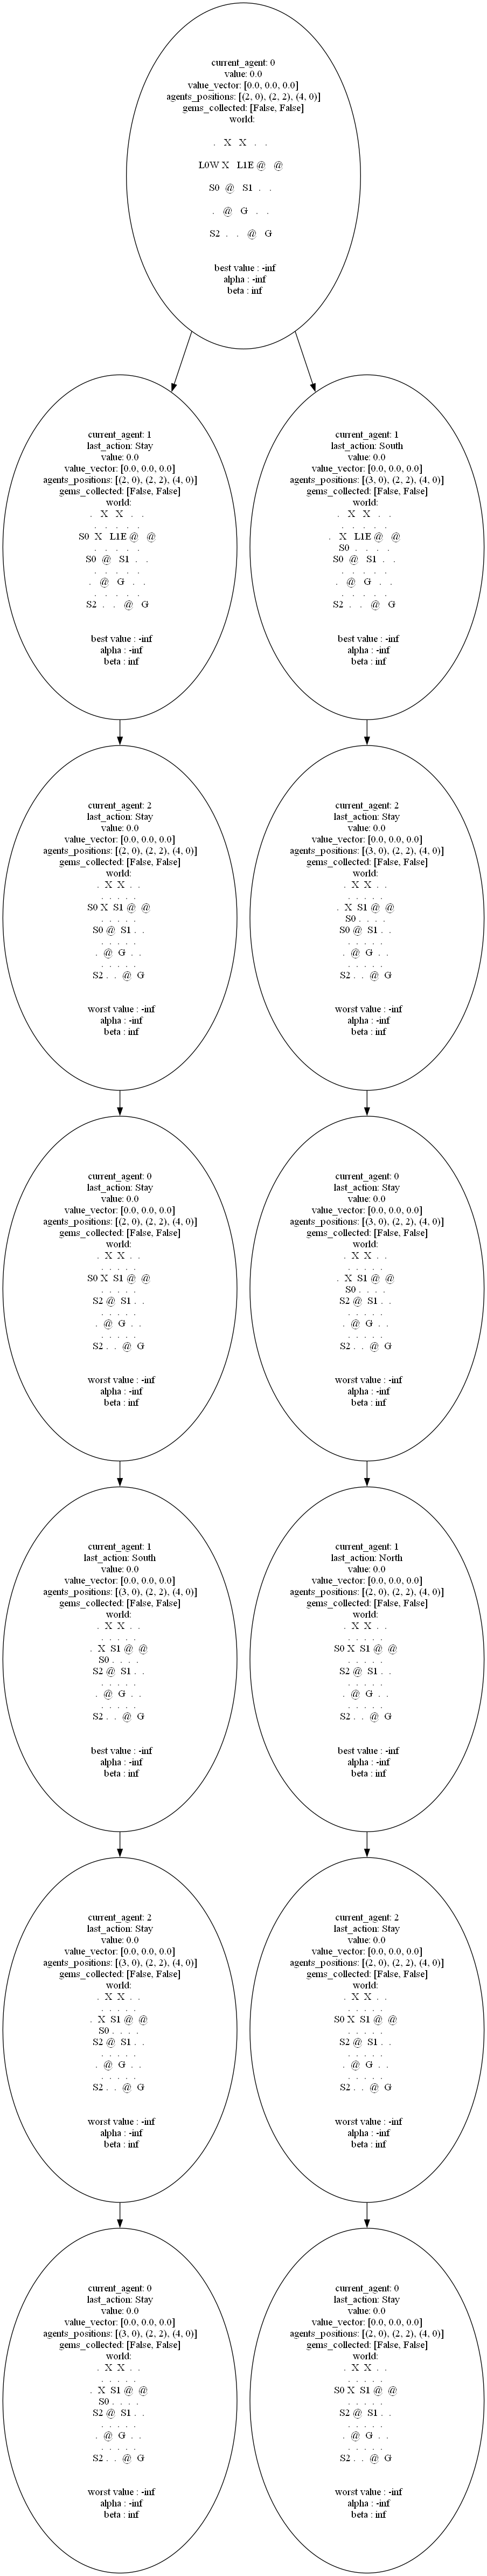 current_agent: 0
value: 0.0
value_vector: [0.0, 0.0, 0.0]
agents_positions: [(2, 0), (2, 2), (4, 0)]
gems_collected: [False, False]
world:
. X X . .
L0W X L1E @ @
S0 @ S1 . .
. @ G . .
S2 . . @ G
best value : -inf
alpha : -inf
beta : inf
current_agent: 1
last_action: Stay
value: 0.0
value_vector: [0.0, 0.0, 0.0]
agents_positions: [(2, 0), (2, 2), (4, 0)]
gems_collected: [False, False]
world:
. X X . .
. . . . .
S0 X L1E @ @
. . . . .
S0 @ S1 . .
. . . . .
. @ G . .
. . . . .
S2 . . @ G
best value : -inf
alpha : -inf
beta : inf
current_agent: 1
last_action: South
value: 0.0
value_vector: [0.0, 0.0, 0.0]
agents_positions: [(3, 0), (2, 2), (4, 0)]
gems_collected: [False, False]
world:
. X X . .
. . . . .
. X L1E @ @
S0 . . . .
S0 @ S1 . .
. . . . .
. @ G . .
. . . . .
S2 . . @ G
best value : -inf
alpha : -inf
beta : inf
current_agent: 2
last_action: Stay
value: 0.0
value_vector: [0.0, 0.0, 0.0]
agents_positions: [(2, 0), (2, 2), (4, 0)]
gems_collected: [False, False]
world:
. X X . .
. . . . .
S0 X S1 @ @
. . . . .
S0 @ S1 . .
. . . . .
. @ G . .
. . . . .
S2 . . @ G
worst value : -inf
alpha : -inf
beta : inf
current_agent: 2
last_action: Stay
value: 0.0
value_vector: [0.0, 0.0, 0.0]
agents_positions: [(3, 0), (2, 2), (4, 0)]
gems_collected: [False, False]
world:
. X X . .
. . . . .
. X S1 @ @
S0 . . . .
S0 @ S1 . .
. . . . .
. @ G . .
. . . . .
S2 . . @ G
worst value : -inf
alpha : -inf
beta : inf
current_agent: 0
last_action: Stay
value: 0.0
value_vector: [0.0, 0.0, 0.0]
agents_positions: [(2, 0), (2, 2), (4, 0)]
gems_collected: [False, False]
world:
. X X . .
. . . . .
S0 X S1 @ @
. . . . .
S2 @ S1 . .
. . . . .
. @ G . .
. . . . .
S2 . . @ G
worst value : -inf
alpha : -inf
beta : inf
current_agent: 0
last_action: Stay
value: 0.0
value_vector: [0.0, 0.0, 0.0]
agents_positions: [(3, 0), (2, 2), (4, 0)]
gems_collected: [False, False]
world:
. X X . .
. . . . .
. X S1 @ @
S0 . . . .
S2 @ S1 . .
. . . . .
. @ G . .
. . . . .
S2 . . @ G
worst value : -inf
alpha : -inf
beta : inf
current_agent: 1
last_action: South
value: 0.0
value_vector: [0.0, 0.0, 0.0]
agents_positions: [(3, 0), (2, 2), (4, 0)]
gems_collected: [False, False]
world:
. X X . .
. . . . .
. X S1 @ @
S0 . . . .
S2 @ S1 . .
. . . . .
. @ G . .
. . . . .
S2 . . @ G
best value : -inf
alpha : -inf
beta : inf
current_agent: 1
last_action: North
value: 0.0
value_vector: [0.0, 0.0, 0.0]
agents_positions: [(2, 0), (2, 2), (4, 0)]
gems_collected: [False, False]
world:
. X X . .
. . . . .
S0 X S1 @ @
. . . . .
S2 @ S1 . .
. . . . .
. @ G . .
. . . . .
S2 . . @ G
best value : -inf
alpha : -inf
beta : inf
current_agent: 2
last_action: Stay
value: 0.0
value_vector: [0.0, 0.0, 0.0]
agents_positions: [(3, 0), (2, 2), (4, 0)]
gems_collected: [False, False]
world:
. X X . .
. . . . .
. X S1 @ @
S0 . . . .
S2 @ S1 . .
. . . . .
. @ G . .
. . . . .
S2 . . @ G
worst value : -inf
alpha : -inf
beta : inf
current_agent: 2
last_action: Stay
value: 0.0
value_vector: [0.0, 0.0, 0.0]
agents_positions: [(2, 0), (2, 2), (4, 0)]
gems_collected: [False, False]
world:
. X X . .
. . . . .
S0 X S1 @ @
. . . . .
S2 @ S1 . .
. . . . .
. @ G . .
. . . . .
S2 . . @ G
worst value : -inf
alpha : -inf
beta : inf
current_agent: 0
last_action: Stay
value: 0.0
value_vector: [0.0, 0.0, 0.0]
agents_positions: [(3, 0), (2, 2), (4, 0)]
gems_collected: [False, False]
world:
. X X . .
. . . . .
. X S1 @ @
S0 . . . .
S2 @ S1 . .
. . . . .
. @ G . .
. . . . .
S2 . . @ G
worst value : -inf
alpha : -inf
beta : inf
current_agent: 0
last_action: Stay
value: 0.0
value_vector: [0.0, 0.0, 0.0]
agents_positions: [(2, 0), (2, 2), (4, 0)]
gems_collected: [False, False]
world:
. X X . .
. . . . .
S0 X S1 @ @
. . . . .
S2 @ S1 . .
. . . . .
. @ G . .
. . . . .
S2 . . @ G
worst value : -inf
alpha : -inf
beta : inf